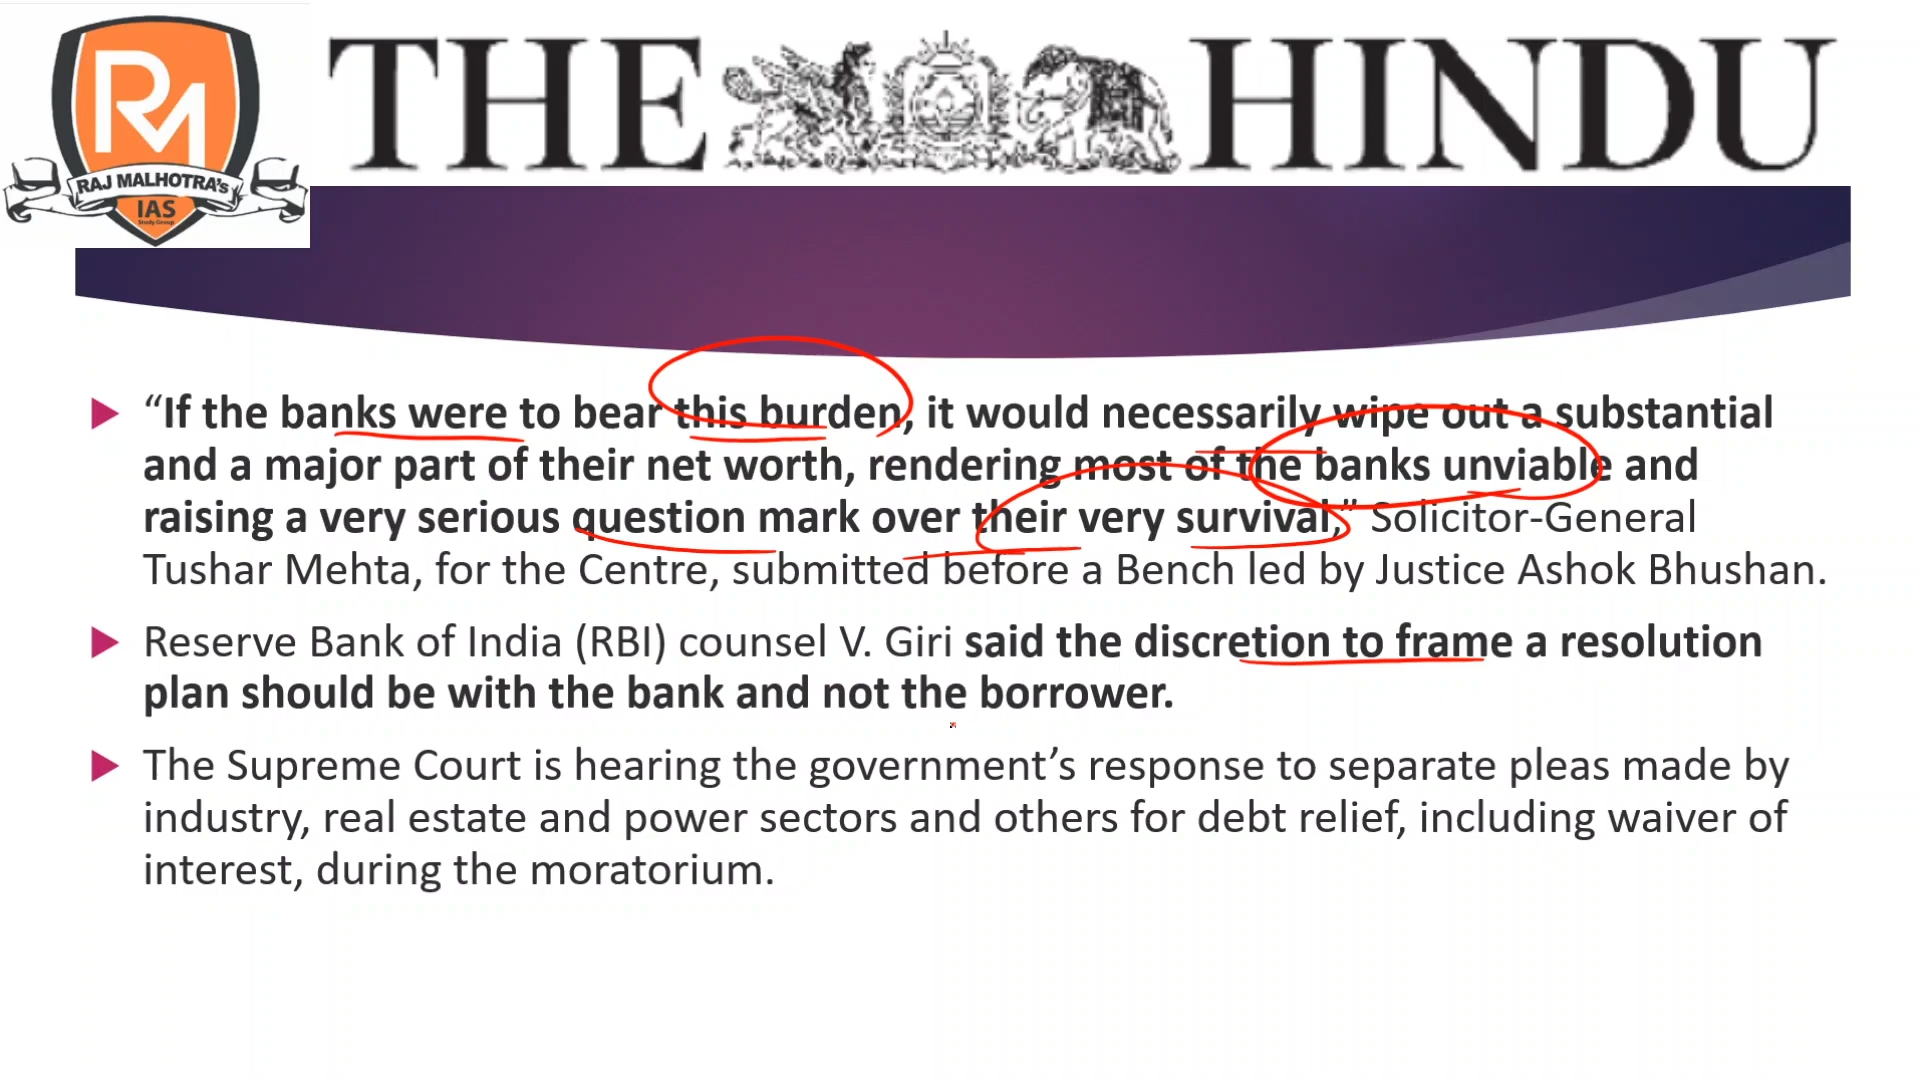 THE HINDU
RM
RAJ MALHOTRA's
IAS
Study Group
“If the banks were to bear this burden, it would necessarily wipe out a substantial
and a major part of their net worth, rendering most of the banks unviable and
raising a very serious question mark over their very survival,” Solicitor-General
Tushar Mehta, for the Centre, submitted before a Bench led by Justice Ashok Bhushan.
Reserve Bank of India (RBI) counsel V. Giri said the discretion to frame a resolution
plan should be with the bank and not the borrower.
The Supreme Court is hearing the government’s response to separate pleas made by
industry, real estate and power sectors and others for debt relief, including waiver of
interest, during the moratorium.